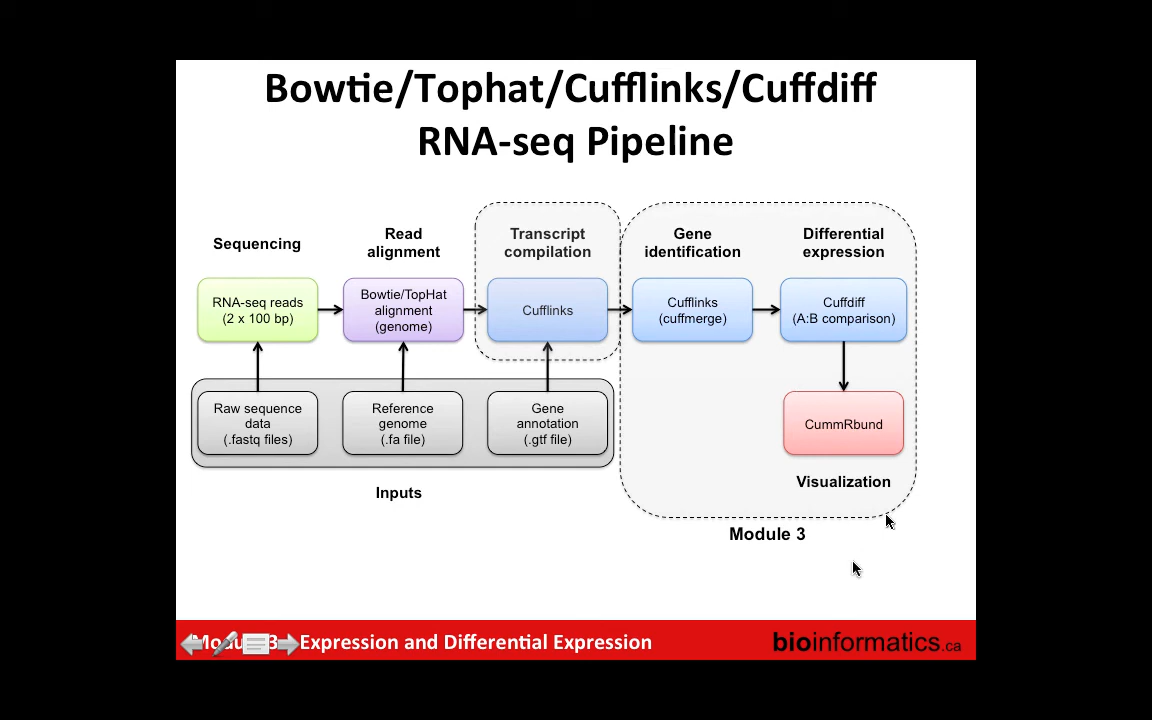 Bowtie/Tophat/Cufflinks/Cuffdiff
RNA-seq Pipeline
Sequencing
Read
alignment
Transcript
compilation
Gene
identification
Differential
expression
RNA-seq reads
(2 x 100 bp)
Bowtie/TopHat
alignment
(genome)
Cufflinks
Cufflinks
(cuffmerge)
Cuffdiff
(A:B comparison)
Raw sequence
data
(.fastq files)
Reference
genome
(.fa file)
Gene
annotation
(.gtf file)
CummRbund
Inputs
Visualization
Module 3
Expression and Differential Expression
bioinformatics.ca